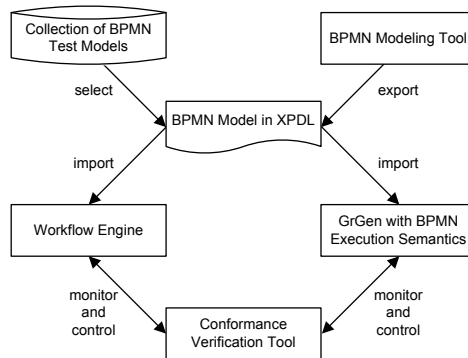 Collection of BPMN
Test Models
BPMN Modeling Tool
select
export
BPMN Model in XPDL
import
import
Workflow Engine
GrGen with BPMN
Execution Semantics
monitor
and
control
monitor
and
control
Conformance
Verification Tool